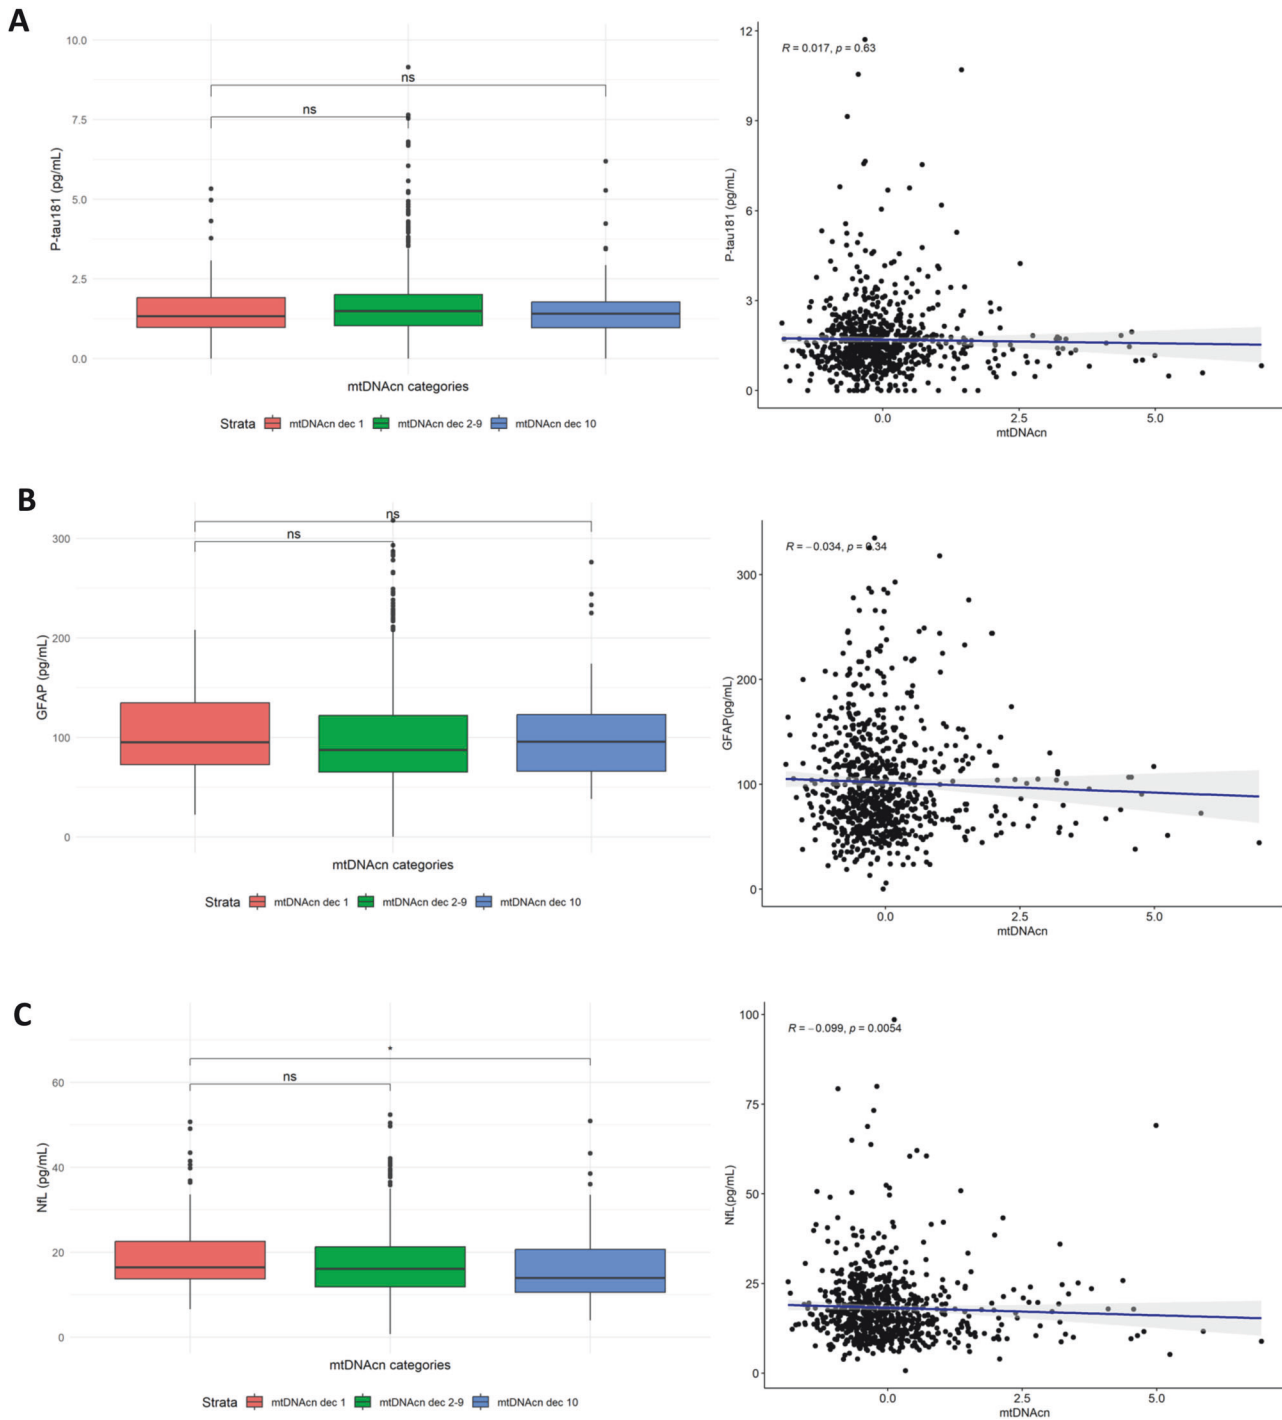 A
10.0
7.5
5.0
2.5
0.0
P-tau181 (pg/mL)
ns
ns
mtDNAcn categories
Strata mtDNAcn dec 1 mtDNAcn dec 2-9 mtDNAcn dec 10
12
9
6
3
0
P-tau181 (pg/mL)
R = 0.017, p = 0.63
0.0 2.5 5.0
mtDNAcn
B
300
200
100
0
GFAP (pg/mL)
ns
ns
mtDNAcn categories
Strata mtDNAcn dec 1 mtDNAcn dec 2-9 mtDNAcn dec 10
300
200
100
0
GFAP(pg/mL)
R = −0.034, p = 0.34
0.0 2.5 5.0
mtDNAcn
C
60
40
20
0
NfL (pg/mL)
*
ns
mtDNAcn categories
Strata mtDNAcn dec 1 mtDNAcn dec 2-9 mtDNAcn dec 10
100
75
50
25
0
NfL(pg/mL)
R = −0.099, p = 0.0054
0.0 2.5 5.0
mtDNAcn